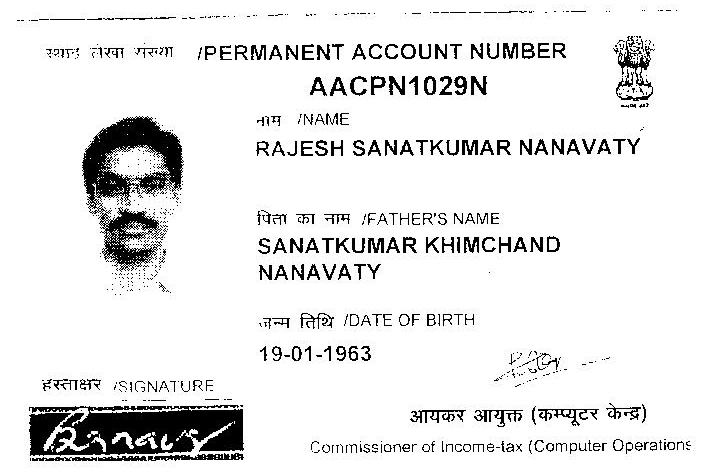 स्थाई लेखा संख्या /PERMANENT ACCOUNT NUMBER
AACPN1029N
नाम /NAME
RAJESH SANATKUMAR NANAVATY
पिता का नाम /FATHER'S NAME
SANATKUMAR KHIMCHAND
NANAVATY
जन्म तिथि /DATE OF BIRTH
19-01-1963
हस्ताक्षर /SIGNATURE
आयकर आयुक्त (कम्प्यूटर केन्द्र)
Commissioner of Income-tax (Computer Operations